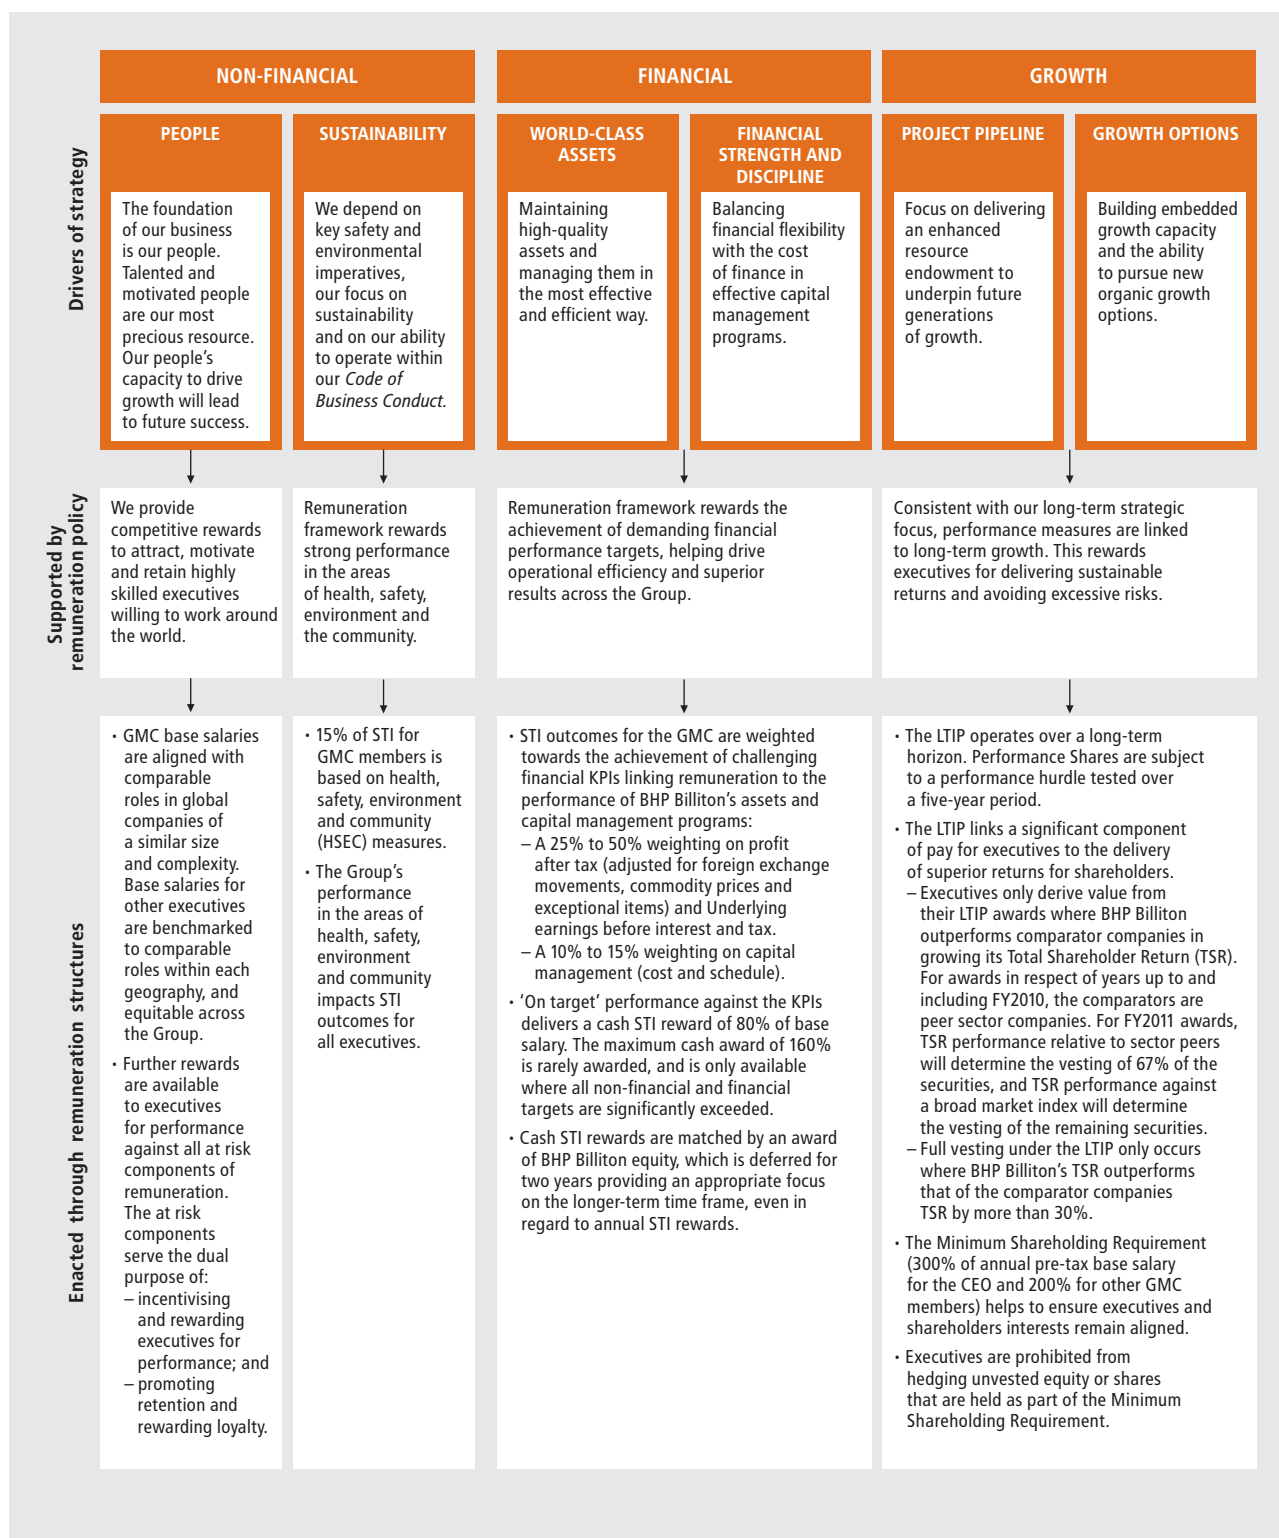 NON-FINANCIAL
FINANCIAL
GROWTH
Drivers of strategy
PEOPLE
The foundation
of our business
is our people.
Talented and
motivated people
are our most
precious resource.
Our people’s
capacity to drive
growth will lead
to future success.
SUSTAINABILITY
We depend on
key safety and
environmental
imperatives,
our focus on
sustainability
and on our ability
to operate within
our Code of
Business Conduct.
WORLD-CLASS
ASSETS
Maintaining
high-quality
assets and
managing them in
the most effective
and efficient way.
FINANCIAL
STRENGTH AND
DISCIPLINE
Balancing
financial flexibility
with the cost
of finance in
effective capital
management
programs.
PROJECT PIPELINE
Focus on delivering
an enhanced
resource
endowment to
underpin future
generations
of growth.
GROWTH OPTIONS
Building embedded
growth capacity
and the ability
to pursue new
organic growth
options.
Supported by
remuneration policy
We provide
competitive rewards
to attract, motivate
and retain highly
skilled executives
willing to work around
the world.
Remuneration
framework rewards
strong performance
in the areas
of health, safety,
environment and
the community.
Remuneration framework rewards the
achievement of demanding financial
performance targets, helping drive
operational efficiency and superior
results across the Group.
Consistent with our long-term strategic
focus, performance measures are linked
to long-term growth. This rewards
executives for delivering sustainable
returns and avoiding excessive risks.
Enacted through remuneration structures
· GMC base salaries
are aligned with
comparable
roles in global
companies of
a similar size
and complexity.
Base salaries for
other executives
are benchmarked
to comparable
roles within each
geography, and
equitable across
the Group.
· Further rewards
are available
to executives
for performance
against all at risk
components of
remuneration.
The at risk
components
serve the dual
purpose of:
– incentivising
and rewarding
executives for
performance; and
– promoting
retention and
rewarding loyalty.
· 15% of STI for
GMC members is
based on health,
safety, environment
and community
(HSEC) measures.
· The Group’s
performance
in the areas of
health, safety,
environment
and community
impacts STI
outcomes for
all executives.
· STI outcomes for the GMC are weighted
towards the achievement of challenging
financial KPIs linking remuneration to the
performance of BHP Billiton’s assets and
capital management programs:
– A 25% to 50% weighting on profit
after tax (adjusted for foreign exchange
movements, commodity prices and
exceptional items) and Underlying
earnings before interest and tax.
– A 10% to 15% weighting on capital
management (cost and schedule).
· ‘On target’ performance against the KPIs
delivers a cash STI reward of 80% of base
salary. The maximum cash award of 160%
is rarely awarded, and is only available
where all non-financial and financial
targets are significantly exceeded.
· Cash STI rewards are matched by an award
of BHP Billiton equity, which is deferred for
two years providing an appropriate focus
on the longer-term time frame, even in
regard to annual STI rewards.
· The LTIP operates over a long-term
horizon. Performance Shares are subject
to a performance hurdle tested over
a five-year period.
· The LTIP links a significant component
of pay for executives to the delivery
of superior returns for shareholders.
– Executives only derive value from
their LTIP awards where BHP Billiton
outperforms comparator companies in
growing its Total Shareholder Return (TSR).
For awards in respect of years up to and
including FY2010, the comparators are
peer sector companies. For FY2011 awards,
TSR performance relative to sector peers
will determine the vesting of 67% of the
securities, and TSR performance against
a broad market index will determine
the vesting of the remaining securities.
– Full vesting under the LTIP only occurs
where BHP Billiton’s TSR outperforms
that of the comparator companies
TSR by more than 30%.
· The Minimum Shareholding Requirement
(300% of annual pre-tax base salary
for the CEO and 200% for other GMC
members) helps to ensure executives and
shareholders interests remain aligned.
· Executives are prohibited from
hedging unvested equity or shares
that are held as part of the Minimum
Shareholding Requirement.